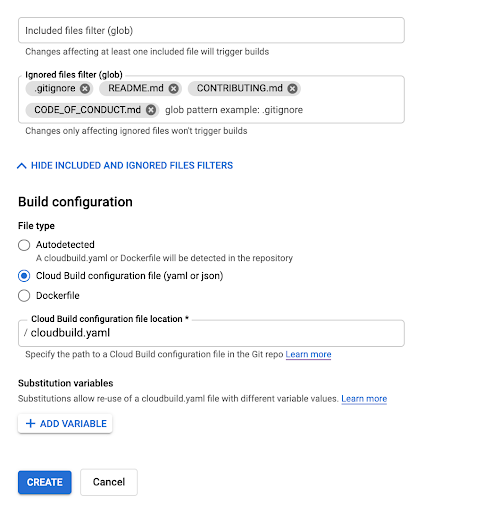 Included files filter (glob)
Changes affecting at least one included file will trigger builds
Ignored files filter (glob)
.gitignore README.md CONTRIBUTING.md
CODE_OF_CONDUCT.md glob pattern example: .gitignore
Changes only affecting ignored files won't trigger builds
HIDE INCLUDED AND IGNORED FILES FILTERS
Build configuration
File type
Autodetected
A cloudbuild.yaml or Dockerfile will be detected in the repository
Cloud Build configuration file (yaml or json)
Dockerfile
Cloud Build configuration file location *
/ cloudbuild.yaml
Specify the path to a Cloud Build configuration file in the Git repo Learn more
Substitution variables
Substitutions allow re-use of a cloudbuild.yaml file with different variable values. Learn more
+ ADD VARIABLE
CREATE Cancel